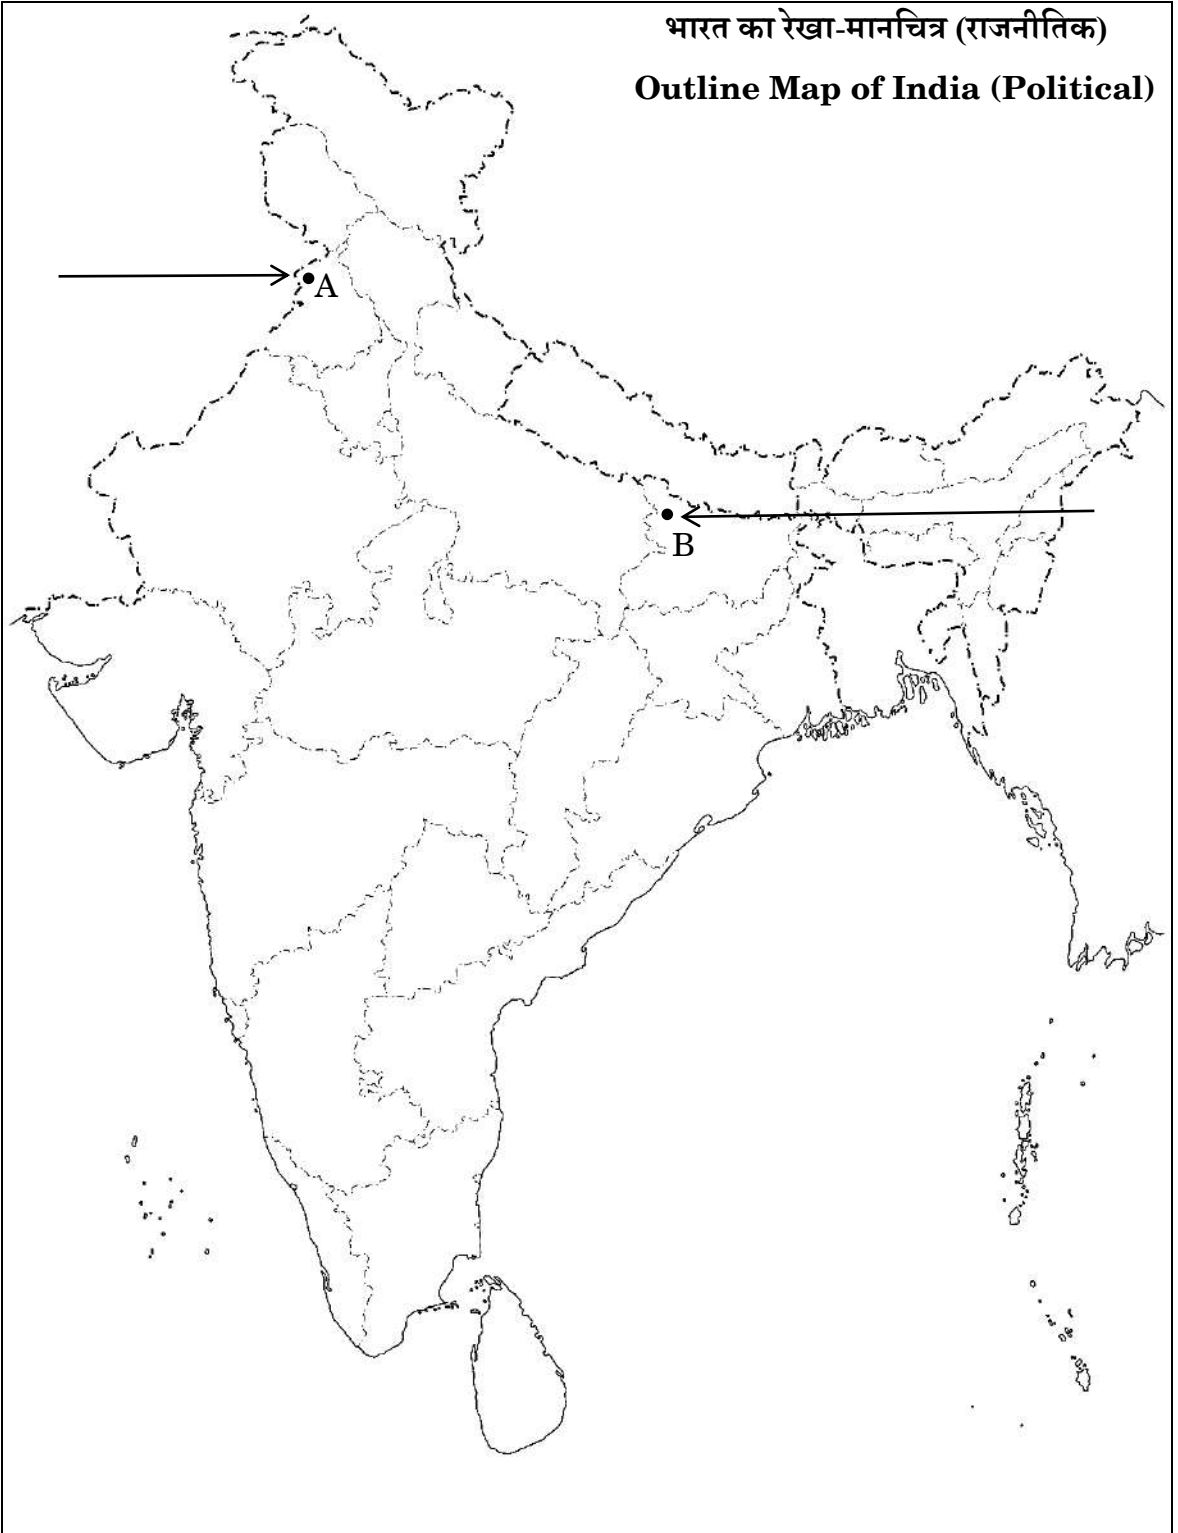 भारत का रेखा-मानचित्र (राजनीतिक)
Outline Map of India (Political)
A
B